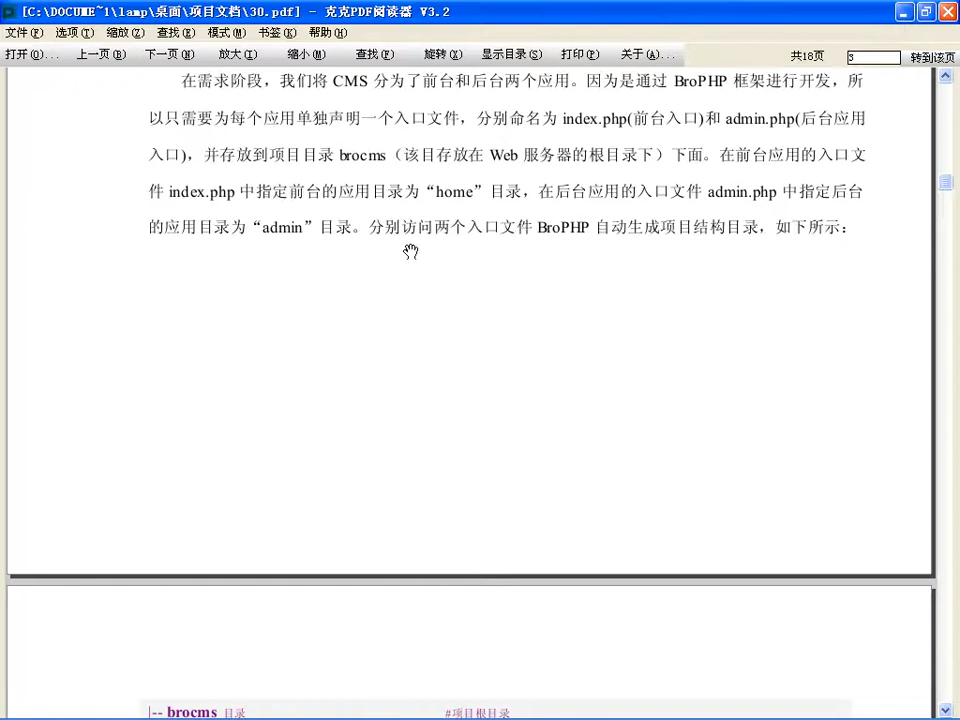 [C:\DOCUME~1\lamp\桌面\项目文档\30.pdf] - 克克PDF阅读器 V3.2
文件(F) 选项(T) 缩放(Z) 查找(E) 模式(M) 书签(K) 帮助(H)
打开(O)... 上一页(B) 下一页(N) 放大(I) 缩小(M) 查找(F) 旋转(X) 显示目录(S) 打印(P) 关于(A)... 共18页 3 转到该页
在需求阶段，我们将 CMS 分为了前台和后台两个应用。因为是通过 BroPHP 框架进行开发，所
以只需要为每个应用单独声明一个入口文件，分别命名为 index.php(前台入口)和 admin.php(后台应用
入口)，并存放到项目目录 brocms（该目存放在 Web 服务器的根目录下）下面。在前台应用的入口文
件 index.php 中指定前台的应用目录为“home”目录，在后台应用的入口文件 admin.php 中指定后台
的应用目录为“admin”目录。分别访问两个入口文件 BroPHP 自动生成项目结构目录，如下所示：
|-- brocms 目录 #项目根目录